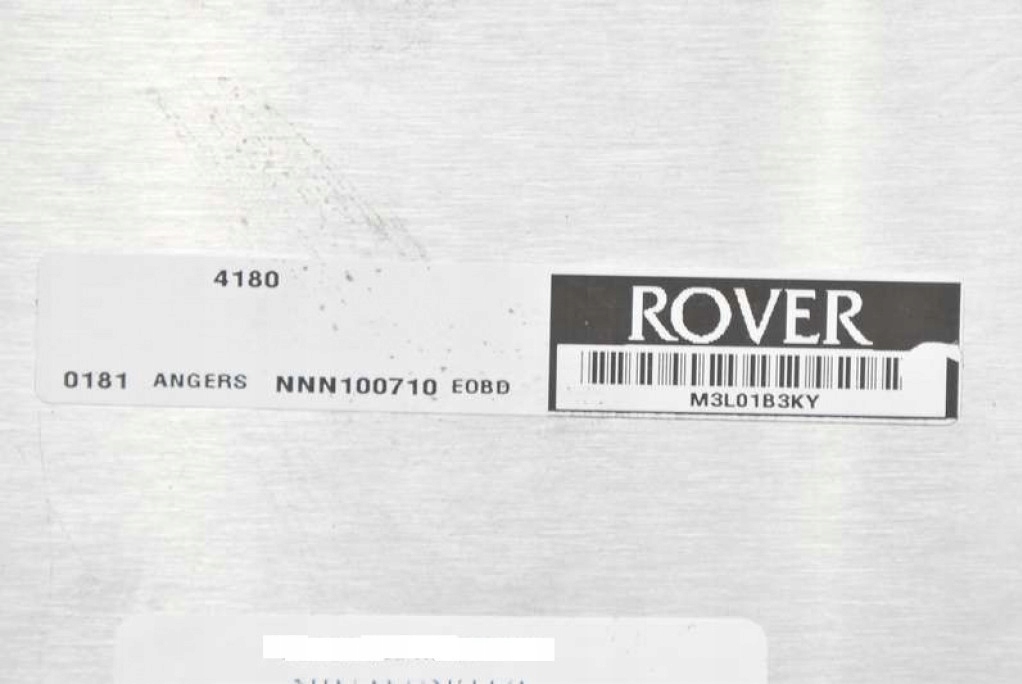 4180
0181 ANGERS NNN100710 EOBD
ROVER
M3L01B3KY